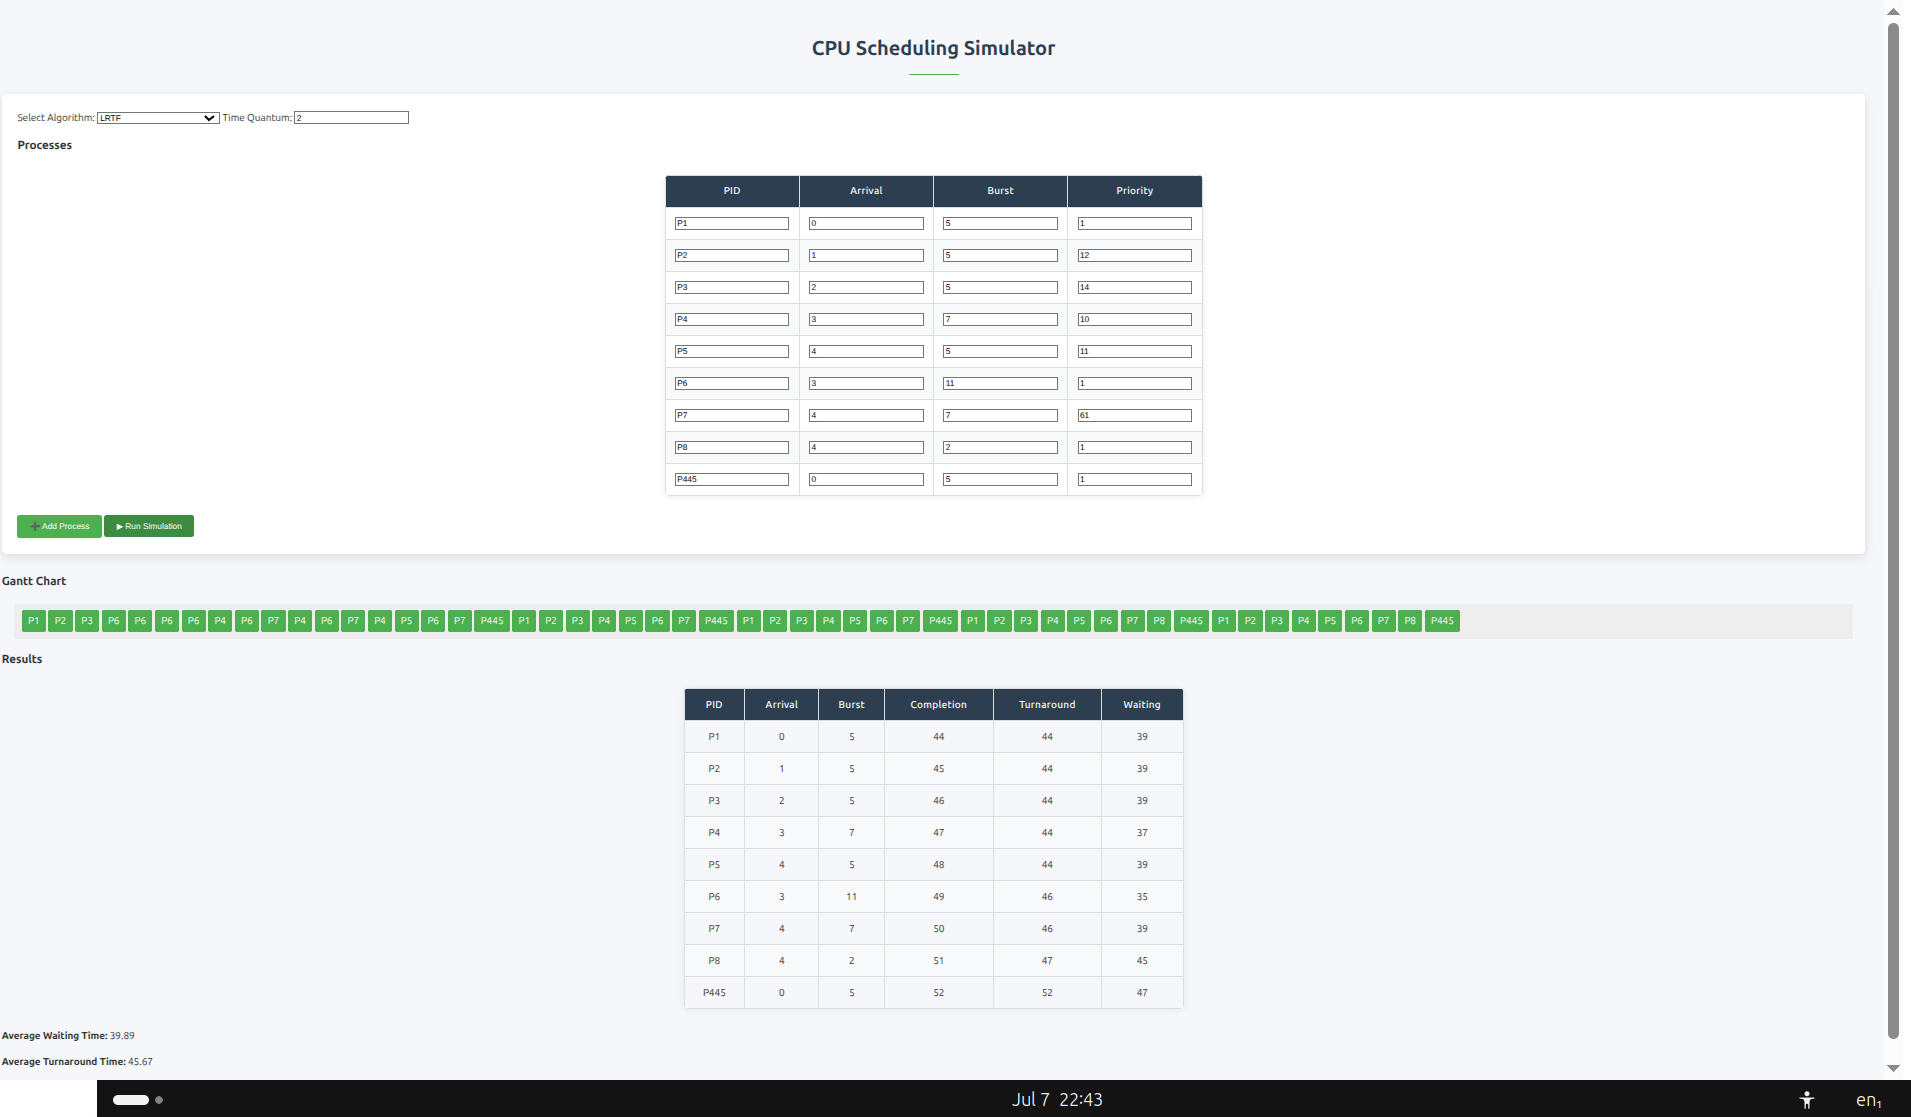 CPU Scheduling Simulator
Select Algorithm: LRTF Time Quantum: 2
Processes
PID Arrival Burst Priority
P1 0 5 1
P2 1 5 12
P3 2 5 14
P4 3 7 10
P5 4 5 11
P6 3 11 1
P7 4 7 61
P8 4 2 1
P445 0 5 1
➕ Add Process ▶ Run Simulation
Gantt Chart
P1 P2 P3 P6 P6 P6 P6 P4 P6 P7 P4 P6 P7 P4 P5 P6 P7 P445 P1 P2 P3 P4 P5 P6 P7 P445 P1 P2 P3 P4 P5 P6 P7 P445 P1 P2 P3 P4 P5 P6 P7 P8 P445 P1 P2 P3 P4 P5 P6 P7 P8 P445
Results
PID Arrival Burst Completion Turnaround Waiting
P1 0 5 44 44 39
P2 1 5 45 44 39
P3 2 5 46 44 39
P4 3 7 47 44 37
P5 4 5 48 44 39
P6 3 11 49 46 35
P7 4 7 50 46 39
P8 4 2 51 47 45
P445 0 5 52 52 47
Average Waiting Time: 39.89
Average Turnaround Time: 45.67
Jul 7 22:43 en₁